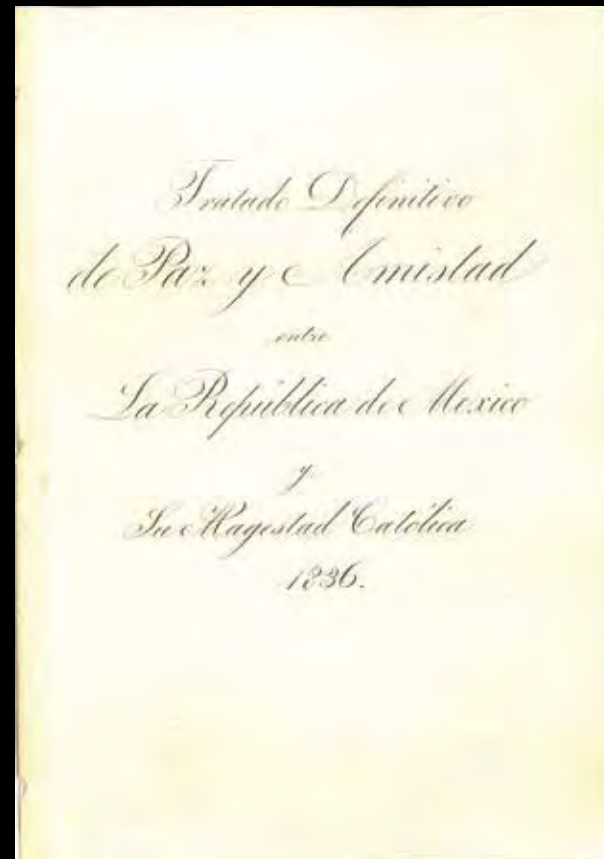 Tratado Definitivo
de Paz y Amistad
entre
La República de Mexico
y
Su Magestad Católica
1836.